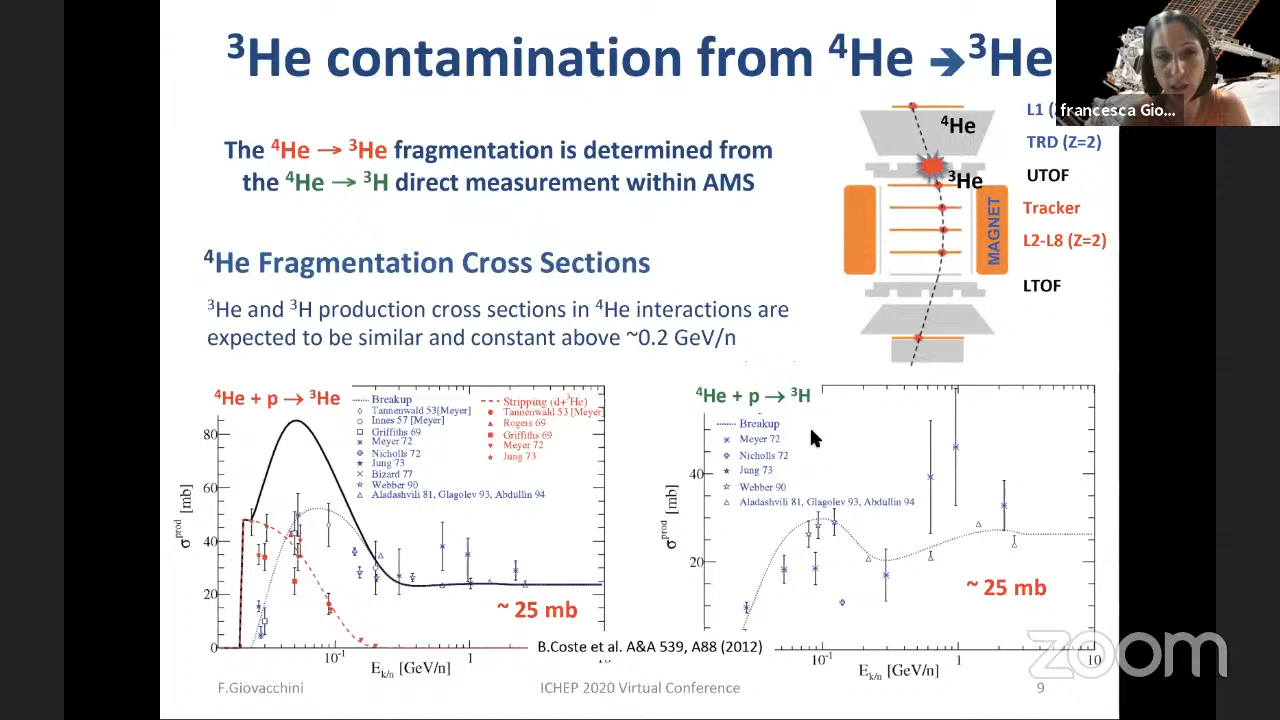 ³He contamination from ⁴He ➔ ³He
francesca Gio...
L1 (
TRD (Z=2)
UTOF
Tracker
L2-L8 (Z=2)
LTOF
⁴He
³He
MAGNET
The ⁴He → ³He fragmentation is determined from
the ⁴He → ³H direct measurement within AMS
⁴He Fragmentation Cross Sections
³He and ³H production cross sections in ⁴He interactions are
expected to be similar and constant above ~0.2 GeV/n
⁴He + p → ³He
Breakup
Tannenwald 53[Meyer]
Innes 57 [Meyer]
Griffiths 69
Meyer 72
Nicholls 72
Jung 73
Bizard 77
Webber 90
Aladashvili 81, Glagolev 93, Abdullin 94
Stripping (d+³He)
Tannenwald 53 [Meyer]
Rogers 69
Griffiths 69
Meyer 72
Jung 73
80
60
40
20
0
σᵖʳᵒᵈ [mb]
~ 25 mb
10⁻¹
1
E_k/n [GeV/n]
⁴He + p → ³H
Breakup
Meyer 72
Nicholls 72
Jung 73
Webber 90
Aladashvili 81, Glagolev 93, Abdullin 94
40
20
σᵖʳᵒᵈ [mb]
~ 25 mb
10⁻¹
1
10
E_k/n [GeV/n]
B.Coste et al. A&A 539, A88 (2012)
zoom
F.Giovacchini
ICHEP 2020 Virtual Conference
9